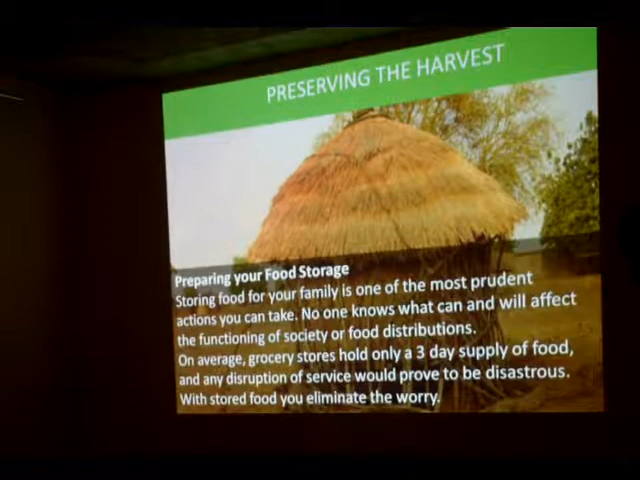 PRESERVING THE HARVEST
Preparing your Food Storage
Storing food for your family is one of the most prudent
actions you can take. No one knows what can and will affect
the functioning of society or food distributions.
On average, grocery stores hold only a 3 day supply of food,
and any disruption of service would prove to be disastrous.
With stored food you eliminate the worry.